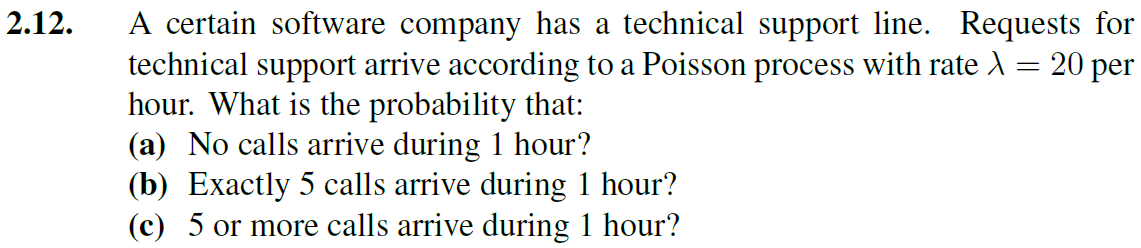 2.12. A certain software company has a technical support line. Requests for
technical support arrive according to a Poisson process with rate λ = 20 per
hour. What is the probability that:
(a) No calls arrive during 1 hour?
(b) Exactly 5 calls arrive during 1 hour?
(c) 5 or more calls arrive during 1 hour?